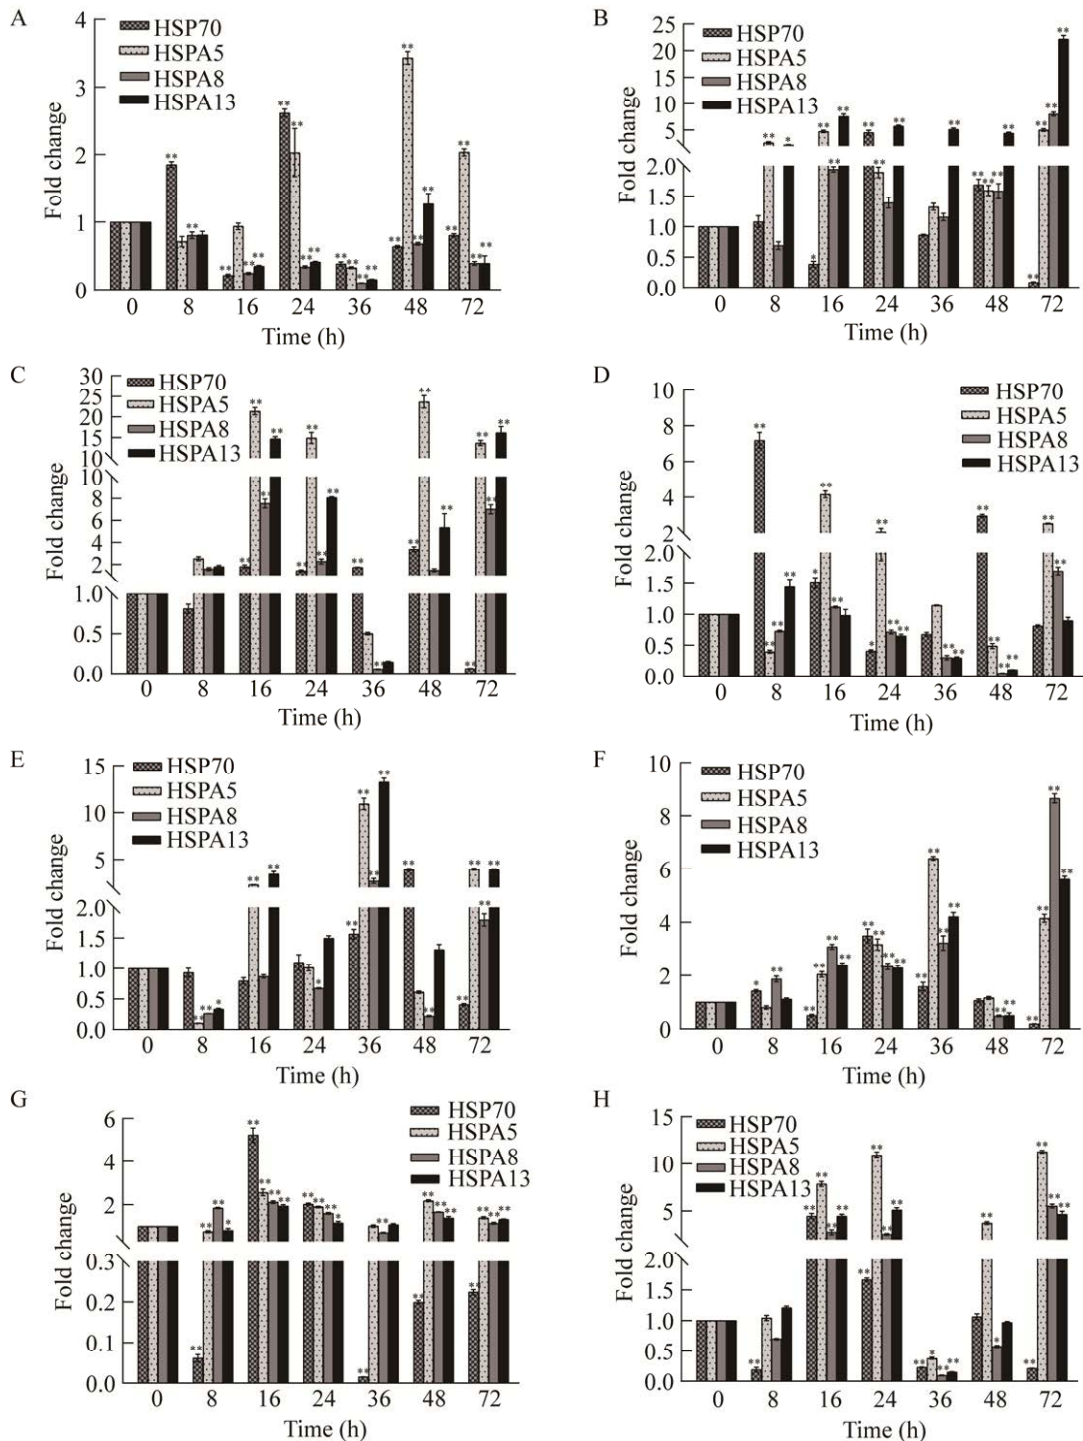 A
Fold change
4
3
2
1
0
HSP70
HSPA5
HSPA8
HSPA13
** ** ** ** ** ** ** ** ** ** ** ** ** ** ** ** ** ** ** ** **
0 8 16 24 36 48 72
Time (h)
B
Fold change
25
20
15
10
5
2.0
1.5
1.0
0.5
0.0
HSP70
HSPA5
HSPA8
HSPA13
0 8 16 24 36 48 72
Time (h)
C
Fold change
30
25
20
15
10
10
8
6
4
2
1.0
0.5
0.0
HSP70
HSPA5
HSPA8
HSPA13
0 8 16 24 36 48 72
Time (h)
D
Fold change
10
8
6
4
2
2.0
1.5
1.0
0.5
0.0
HSP70
HSPA5
HSPA8
HSPA13
0 8 16 24 36 48 72
Time (h)
E
Fold change
15
10
5
2.0
1.5
1.0
0.5
0.0
HSP70
HSPA5
HSPA8
HSPA13
0 8 16 24 36 48 72
Time (h)
F
Fold change
10
8
6
4
2
0
HSP70
HSPA5
HSPA8
HSPA13
0 8 16 24 36 48 72
Time (h)
G
Fold change
6
4
2
0.3
0.2
0.1
0.0
HSP70
HSPA5
HSPA8
HSPA13
0 8 16 24 36 48 72
Time (h)
H
Fold change
15
10
5
2.0
1.5
1.0
0.5
0.0
HSP70
HSPA5
HSPA8
HSPA13
0 8 16 24 36 48 72
Time (h)